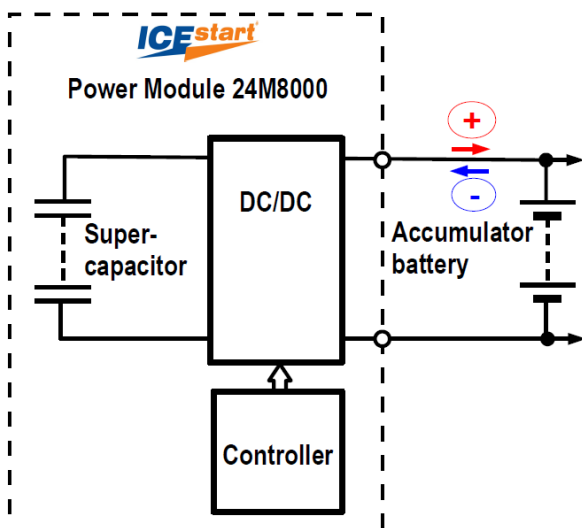 ICEstart®
Power Module 24M8000
+
-
DC/DC
Super-
capacitor
Accumulator
battery
Controller